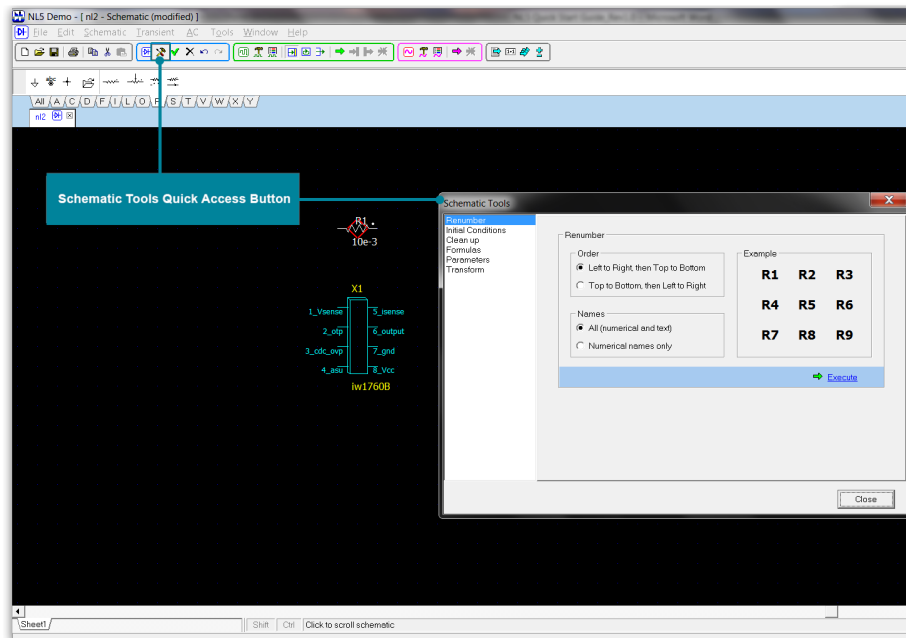 NL5 Demo - [ nl2 - Schematic (modified) ]
File Edit Schematic Transient AC Tools Window Help
All A C D F I L O P S T V W X Y
nl2
Schematic Tools Quick Access Button
R1
10e-3
X1
1_Vsense 5_isense
2_otp 6_output
3_cdc_ovp 7_gnd
4_asu 8_Vcc
iw1760B
Schematic Tools
Renumber
Initial Conditions
Clean up
Formulas
Parameters
Transform
Renumber
Order
Left to Right, then Top to Bottom
Top to Bottom, then Left to Right
Names
All (numerical and text)
Numerical names only
Example
R1 R2 R3
R4 R5 R6
R7 R8 R9
Execute
Close
Sheet1
Shift Ctrl Click to scroll schematic